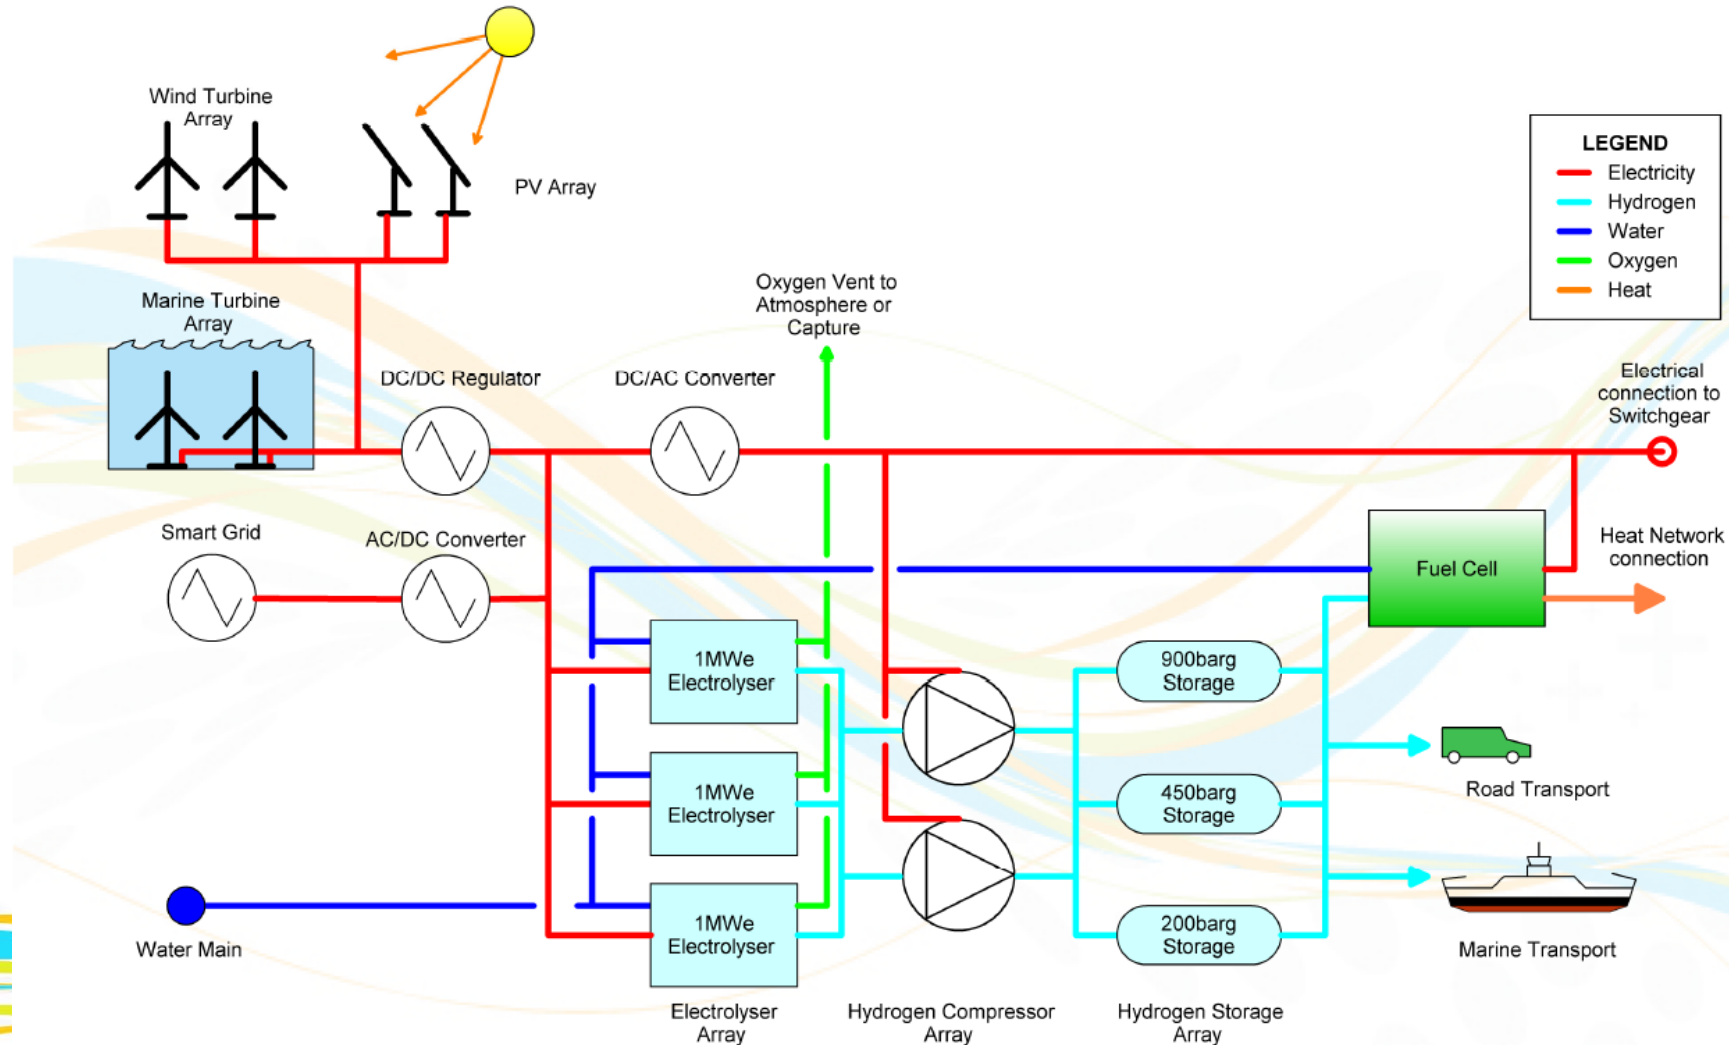 Wind Turbine
Array
PV Array
LEGEND
Electricity
Hydrogen
Water
Oxygen
Heat
Marine Turbine
Array
Oxygen Vent to
Atmosphere or
Capture
DC/DC Regulator
DC/AC Converter
Electrical
connection to
Switchgear
Smart Grid
AC/DC Converter
Heat Network
connection
Fuel Cell
1MWe
Electrolyser
900barg
Storage
1MWe
Electrolyser
450barg
Storage
Road Transport
1MWe
Electrolyser
200barg
Storage
Water Main
Marine Transport
Electrolyser
Array
Hydrogen Compressor
Array
Hydrogen Storage
Array